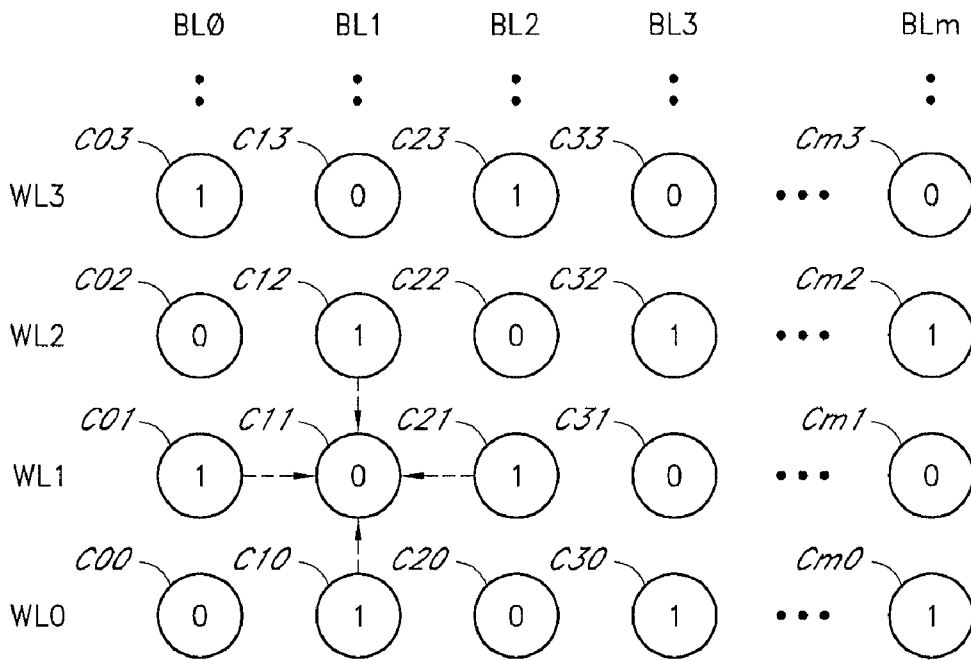 BLØ BL1 BL2 BL3 BLm
C03 C13 C23 C33 Cm3
WL3 1 0 1 0 0
C02 C12 C22 C32 Cm2
WL2 0 1 0 1 1
C01 C11 C21 C31 Cm1
WL1 1 0 1 0 0
C00 C10 C20 C30 Cm0
WL0 0 1 0 1 1